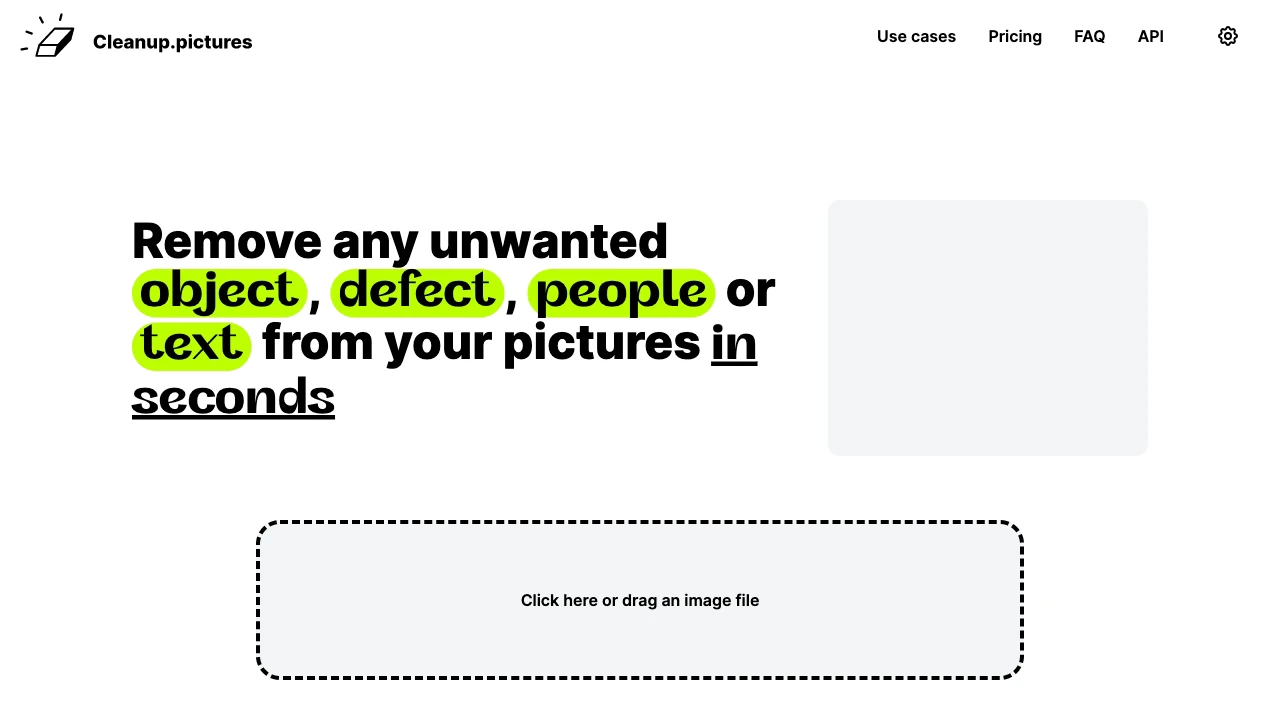 Cleanup.pictures
Use cases
Pricing
FAQ
API
Remove any unwanted
object, defect, people or
text from your pictures in
seconds
Click here or drag an image file